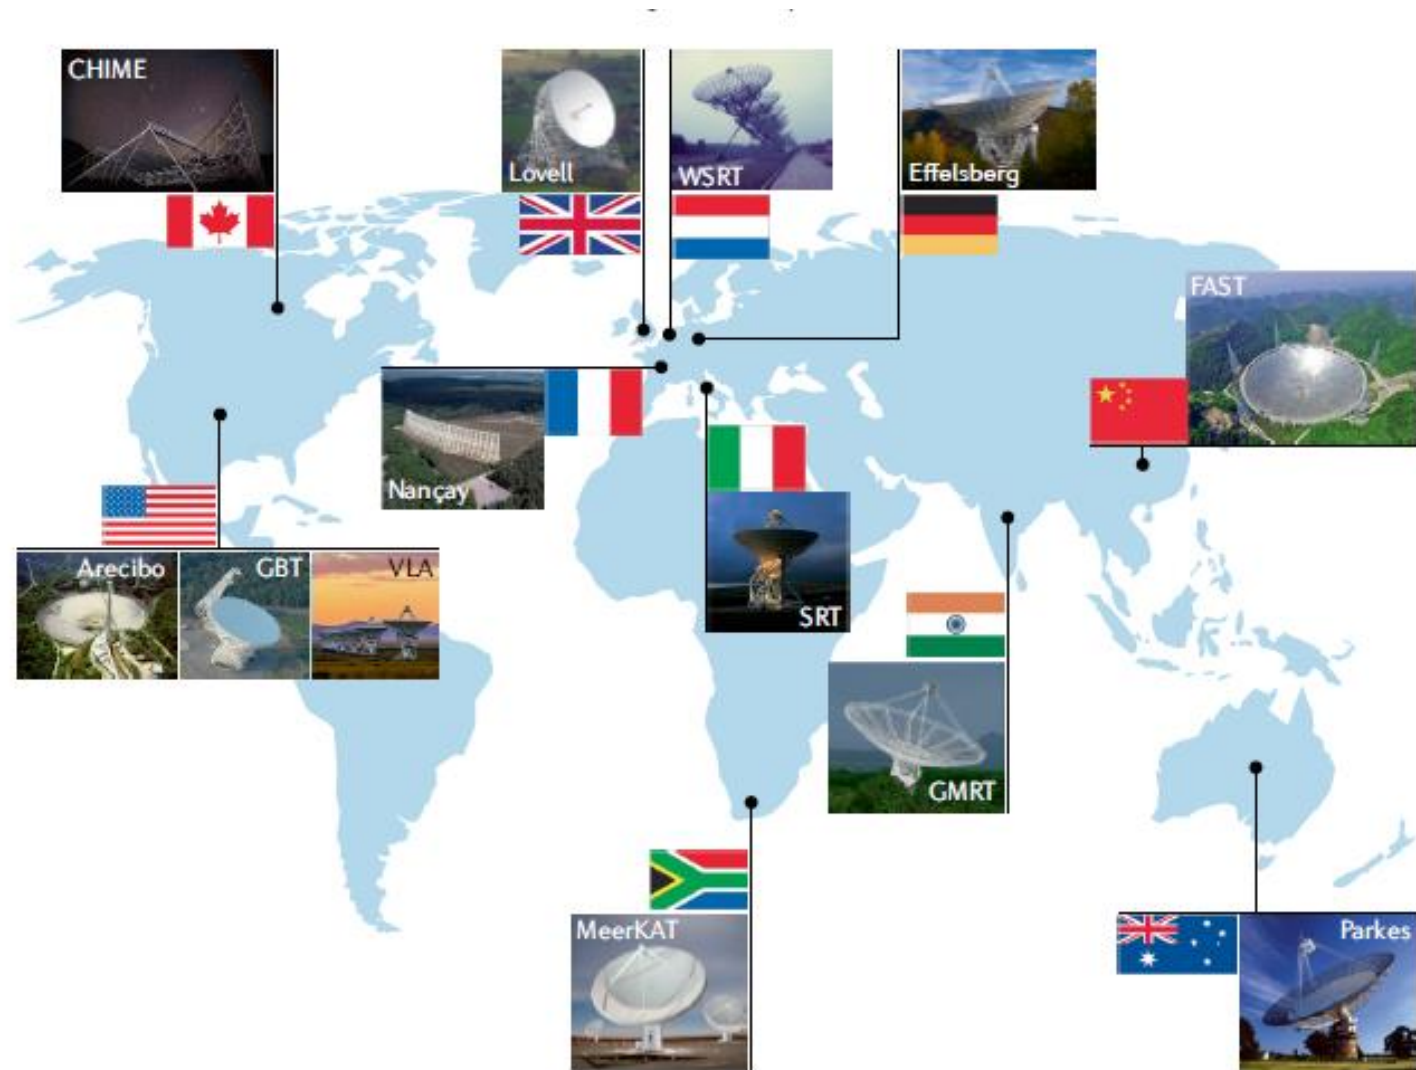 CHIME
Lovell
WSRT
Effelsberg
FAST
Nançay
Arecibo
GBT
VLA
SRT
GMRT
MeerKAT
Parkes